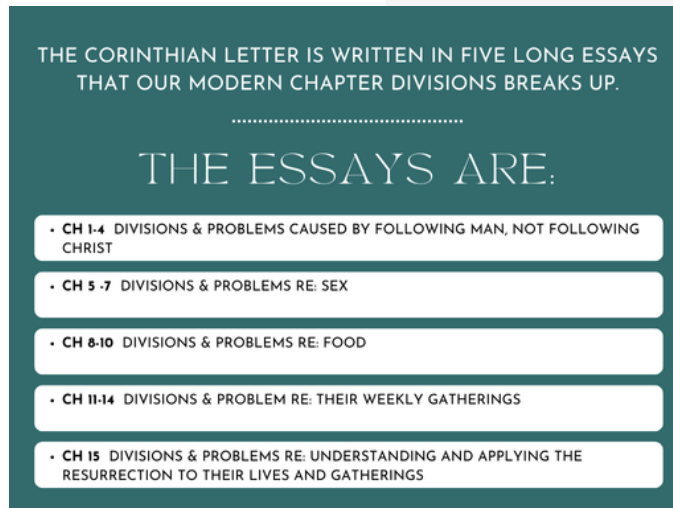 THE CORINTHIAN LETTER IS WRITTEN IN FIVE LONG ESSAYS
THAT OUR MODERN CHAPTER DIVISIONS BREAKS UP.
THE ESSAYS ARE:
• CH 1-4 DIVISIONS & PROBLEMS CAUSED BY FOLLOWING MAN, NOT FOLLOWING
CHRIST
• CH 5 -7 DIVISIONS & PROBLEMS RE: SEX
• CH 8-10 DIVISIONS & PROBLEMS RE: FOOD
• CH 11-14 DIVISIONS & PROBLEM RE: THEIR WEEKLY GATHERINGS
• CH 15 DIVISIONS & PROBLEMS RE: UNDERSTANDING AND APPLYING THE
RESURRECTION TO THEIR LIVES AND GATHERINGS